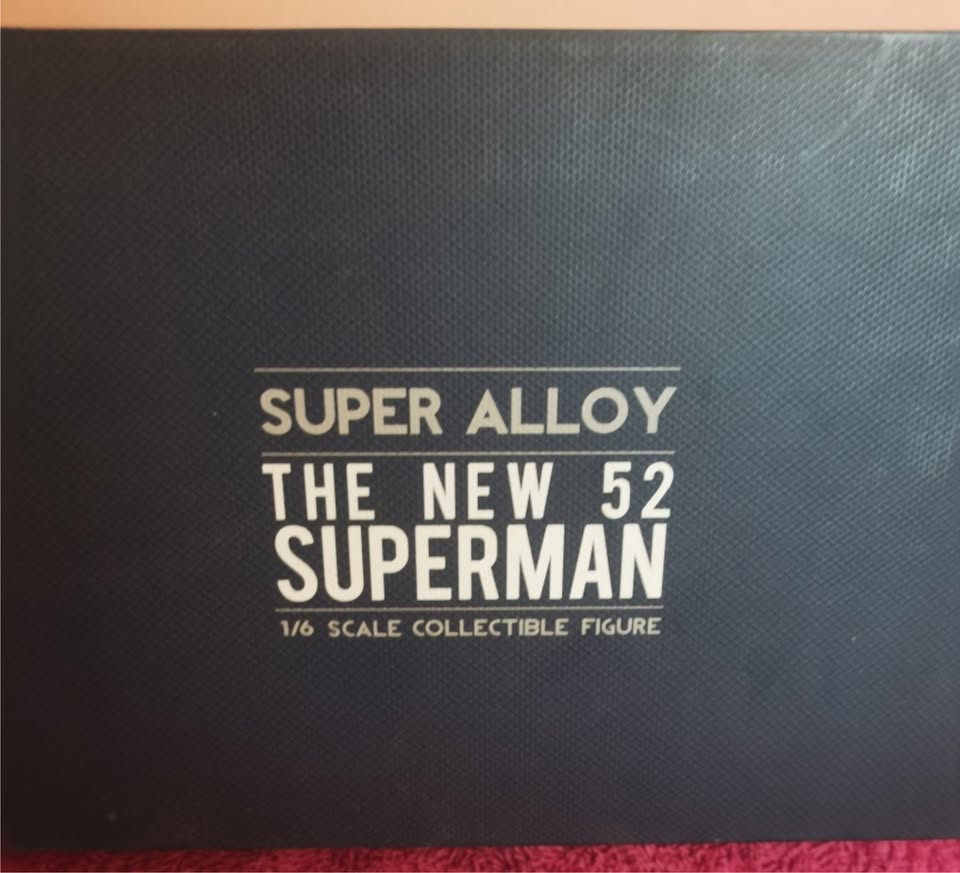 SUPER ALLOY
THE NEW 52
SUPERMAN
1/6 SCALE COLLECTIBLE FIGURE